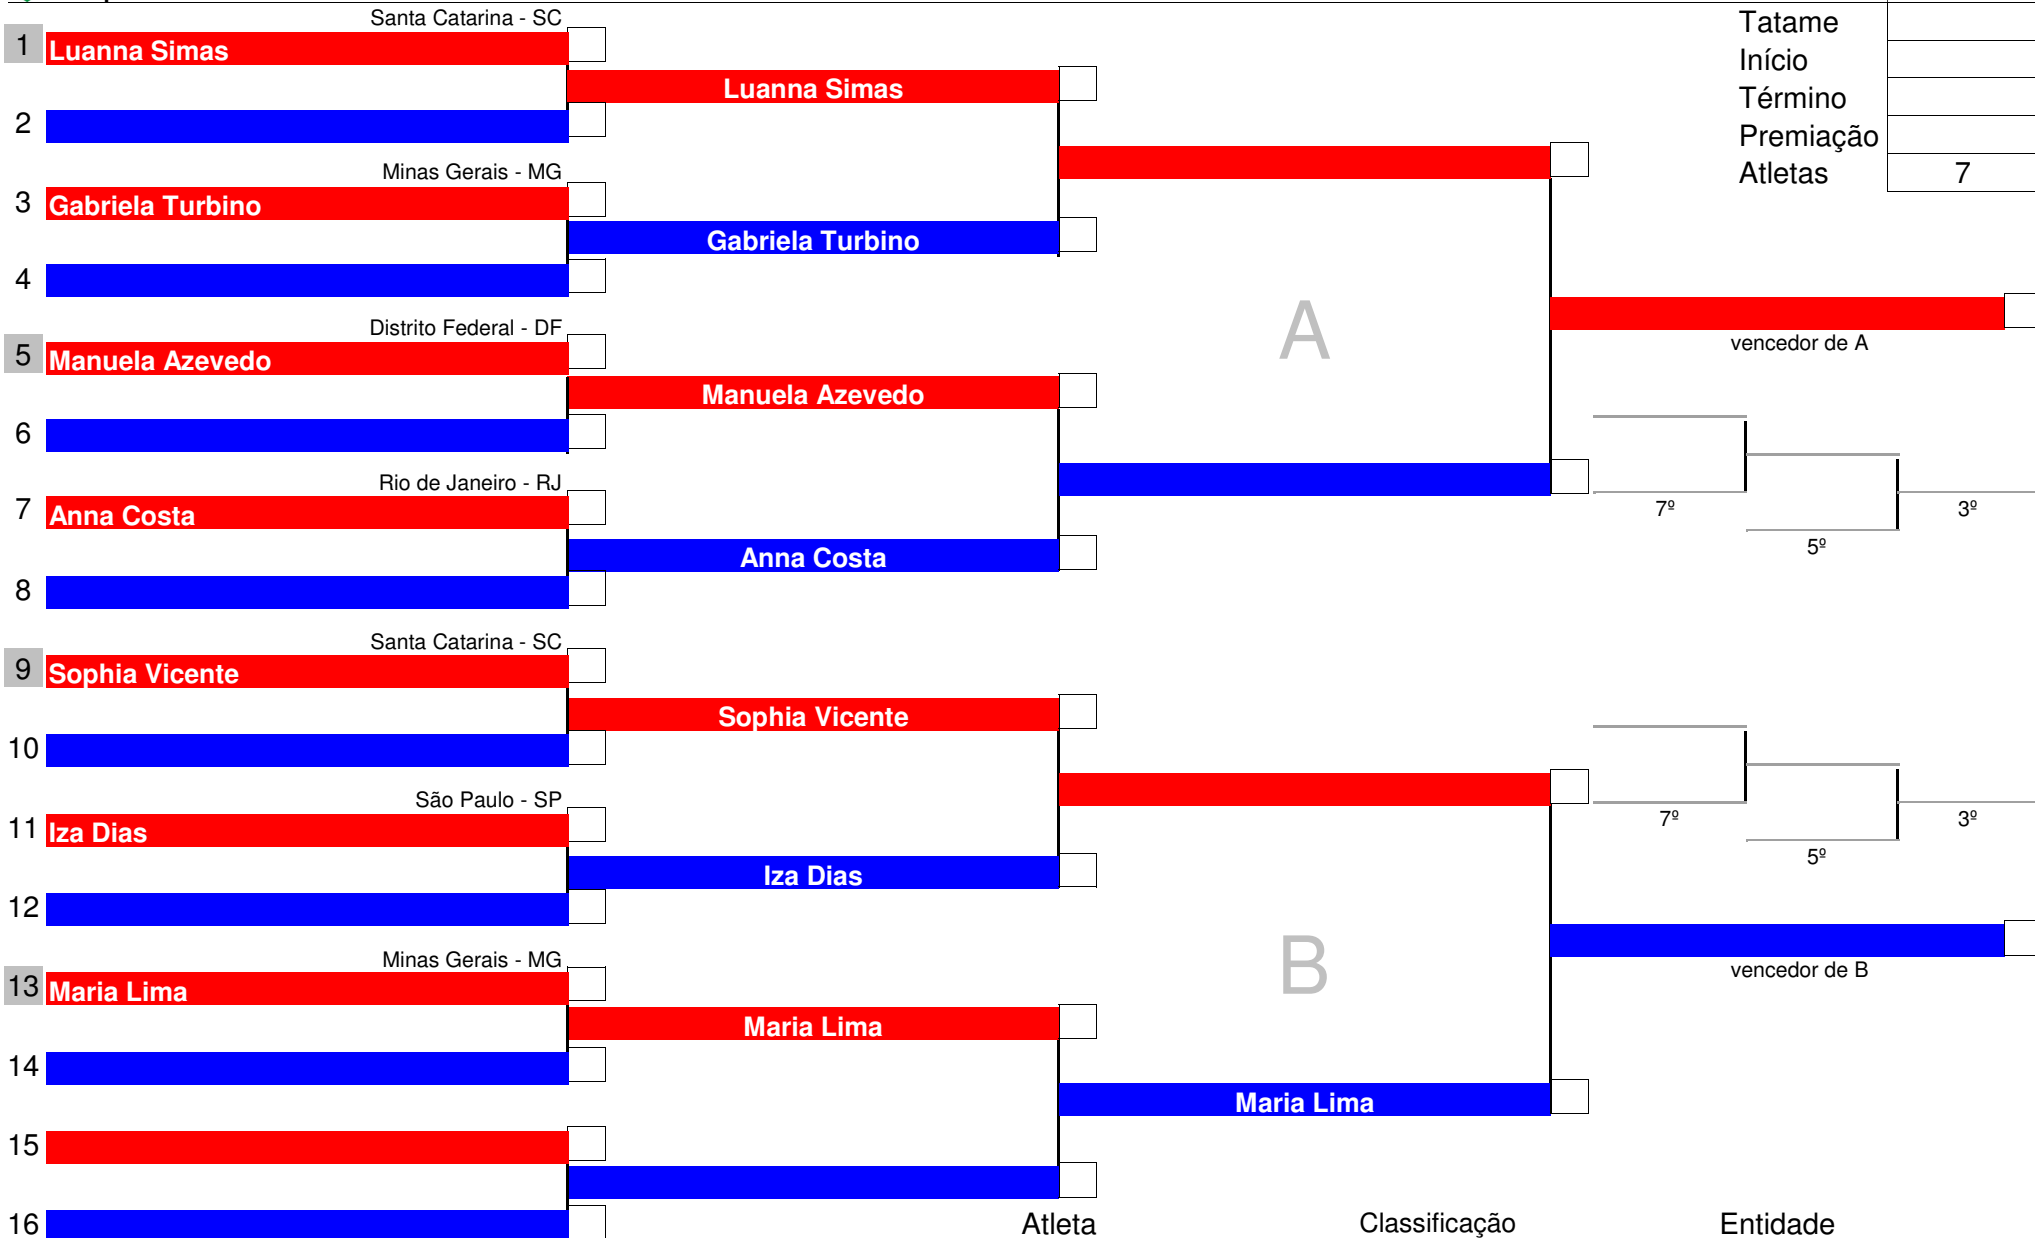 Santa Catarina - SC
1 Luanna Simas
Luanna Simas
2
Minas Gerais - MG
3 Gabriela Turbino
Gabriela Turbino
4
Distrito Federal - DF
5 Manuela Azevedo
Manuela Azevedo
6
Rio de Janeiro - RJ
7 Anna Costa
Anna Costa
8
Santa Catarina - SC
9 Sophia Vicente
Sophia Vicente
10
São Paulo - SP
11 Iza Dias
Iza Dias
12
Minas Gerais - MG
13 Maria Lima
Maria Lima
14
Maria Lima
15
16
A
B
Tatame
Início
Término
Premiação
Atletas 7
vencedor de A
7º
5º
3º
7º
5º
3º
vencedor de B
Atleta Classificação Entidade